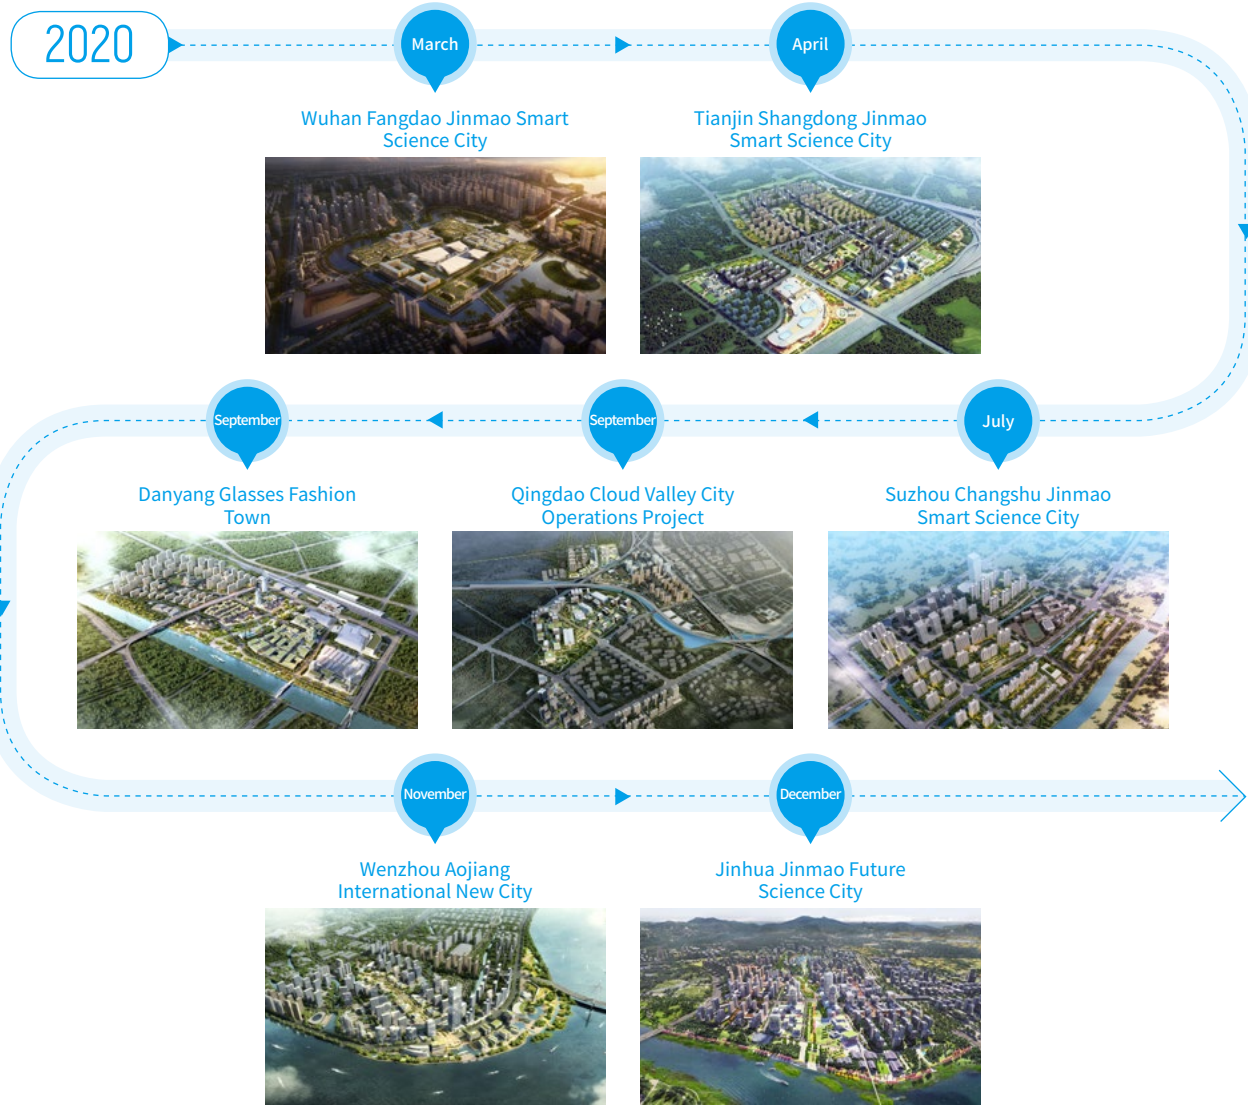 2020
March
April
Wuhan Fangdao Jinmao Smart
Science City
Tianjin Shangdong Jinmao
Smart Science City
September
September
July
Danyang Glasses Fashion
Town
Qingdao Cloud Valley City
Operations Project
Suzhou Changshu Jinmao
Smart Science City
November
December
Wenzhou Aojiang
International New City
Jinhua Jinmao Future
Science City